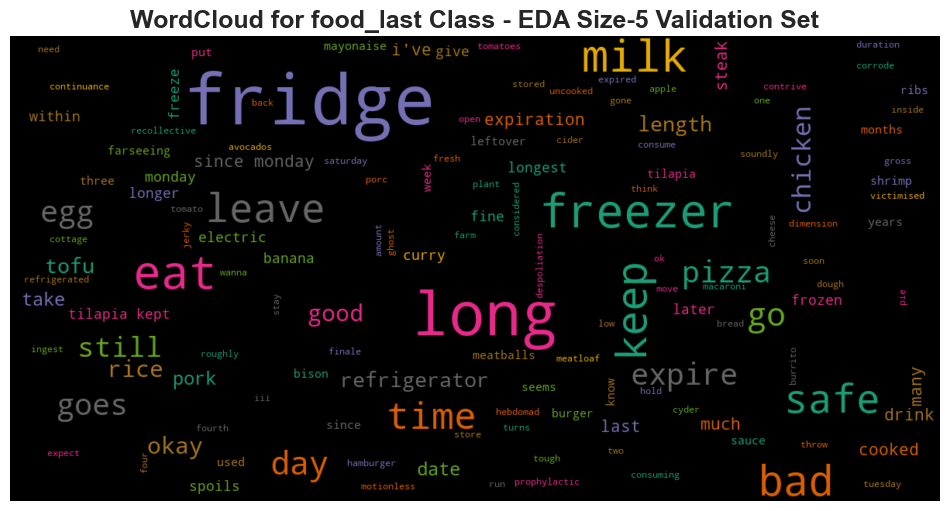 WordCloud for food_last Class - EDA Size-5 Validation Set
need
put
mayonaise
i've
give
tomatoes
milk
steak
duration
continuance
freeze
fridge
back
stored
expired
uncooked
apple
contrive
corrode
ribs
within
recollective
gone
one
inside
open
expiration
length
chicken
months
farseeing
avocados
leftover
cider
consume
since monday
saturday
fresh
soundly
gross
three
monday
longer
porc
week
longest
tilapia
think
shrimp
victimised
plant
considered
egg
tomato
leave
fine
freezer
cheese
dimension
years
cottage
jerky
electric
amount
ghost
farm
tofu
banana
curry
despoliation
ok
soon
refrigerated
eat
wanna
keep
pizza
move
macaroni
dough
take
stay
long
later
frozen
pie
tilapia kept
good
low
bread
go
ingest
still
roughly
finale
meatballs
meatloaf
burrito
rice
pork
bison
refrigerator
seems
know
hold
expire
safe
many
goes
iii
time
hebdomad
burger
cyder
drink
fourth
since
turns
last
much
okay
store
two
sauce
throw
cooked
expect
four
used
day
hamburger
date
tough
consuming
bad
spoils
motionless
run
prophylactic
tuesday